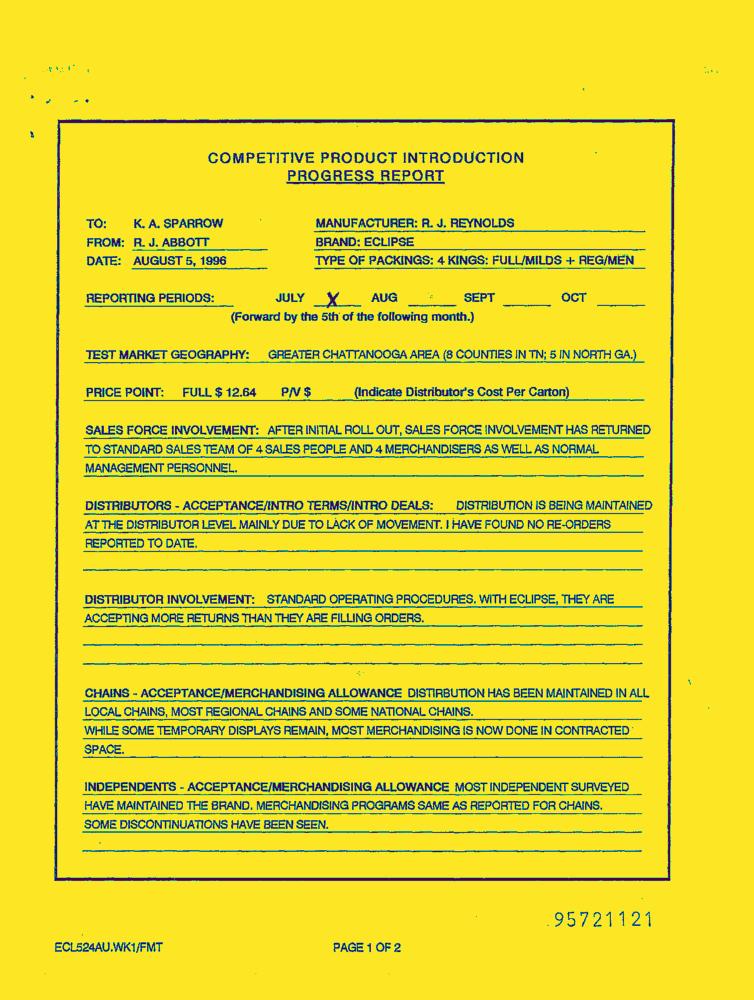 COMPETITIVE PRODUCT INTRODUCTION
PROGRESS REPORT
TO: K. A. SPARROW MANUFACTURER: R. J. REYNOLDS
FROM: R. J. ABBOTT BRAND: ECLIPSE
DATE: AUGUST 5, 1996 TYPE OF PACKINGS: 4 KINGS: FULL/MILDS + REG/MEN
REPORTING PERIODS: JULY X AUG SEPT OCT
(Forward by the 5th of the following month.)
TEST MARKET GEOGRAPHY: GREATER CHATTANOOGA AREA (8 COUNTIES IN TN; 5 IN NORTH GA.)
PRICE POINT: FULL $ 12.64 P/V $ (Indicate Distributor's Cost Per Carton)
SALES FORCE INVOLVEMENT: AFTER INITIAL ROLL OUT, SALES FORCE INVOLVEMENT HAS RETURNED
TO STANDARD SALES TEAM OF 4 SALES PEOPLE AND 4 MERCHANDISERS AS WELL AS NORMAL
MANAGEMENT PERSONNEL.
DISTRIBUTORS - ACCEPTANCE/INTRO TERMS/INTRO DEALS: DISTRIBUTION IS BEING MAINTAINED
AT THE DISTRIBUTOR LEVEL MAINLY DUE TO LACK OF MOVEMENT. I HAVE FOUND NO RE-ORDERS
REPORTED TO DATE.
DISTRIBUTOR INVOLVEMENT: STANDARD OPERATING PROCEDURES. WITH ECLIPSE, THEY ARE
ACCEPTING MORE RETURNS THAN THEY ARE FILLING ORDERS.
CHAINS - ACCEPTANCE/MERCHANDISING ALLOWANCE DISTIRBUTION HAS BEEN MAINTAINED IN ALL
LOCAL CHAINS, MOST REGIONAL CHAINS AND SOME NATIONAL CHAINS.
WHILE SOME TEMPORARY DISPLAYS REMAIN, MOST MERCHANDISING IS NOW DONE IN CONTRACTED
SPACE.
INDEPENDENTS - ACCEPTANCE/MERCHANDISING ALLOWANCE MOST INDEPENDENT SURVEYED
HAVE MAINTAINED THE BRAND. MERCHANDISING PROGRAMS SAME AS REPORTED FOR CHAINS.
SOME DISCONTINUATIONS HAVE BEEN SEEN.
95721121
ECL524AU.WK1/FMT PAGE 1 OF 2